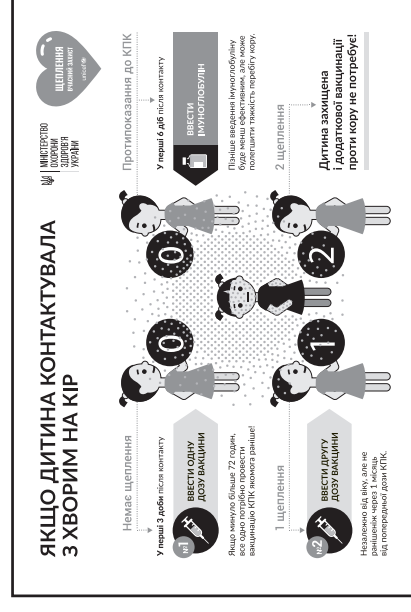 ЯКЩО ДИТИНА КОНТАКТУВАЛА
З ХВОРИМ НА КІР
МІНІСТЕРСТВО
ОХОРОНИ
ЗДОРОВ'Я
УКРАЇНИ
ЩЕПЛЕННЯ
ВЧАСНИЙ ЗАХИСТ
unicef
Немає щеплення
У перші 3 доби після контакту
№1
ВВЕСТИ ОДНУ
ДОЗУ ВАКЦИНИ
Якщо минуло більше 72 годин,
все одно потрібно провести
вакцинацію КПК якомога раніше!
0
0
Протипоказання до КПК
У перші 6 діб після контакту
ВВЕСТИ
ІМУНОГЛОБУЛІН
Пізніше введення імуноглобуліну
буде менш ефективним, але може
полегшити тяжкість перебігу кору.
1 щеплення
№2
ВВЕСТИ ДРУГУ
ДОЗУ ВАКЦИНИ
Незалежно від віку, але не
раніше ніж через 1 місяць
від попередньої дози КПК.
1
2
2 щеплення
Дитина захищена
і додаткової вакцинації
проти кору не потребує!